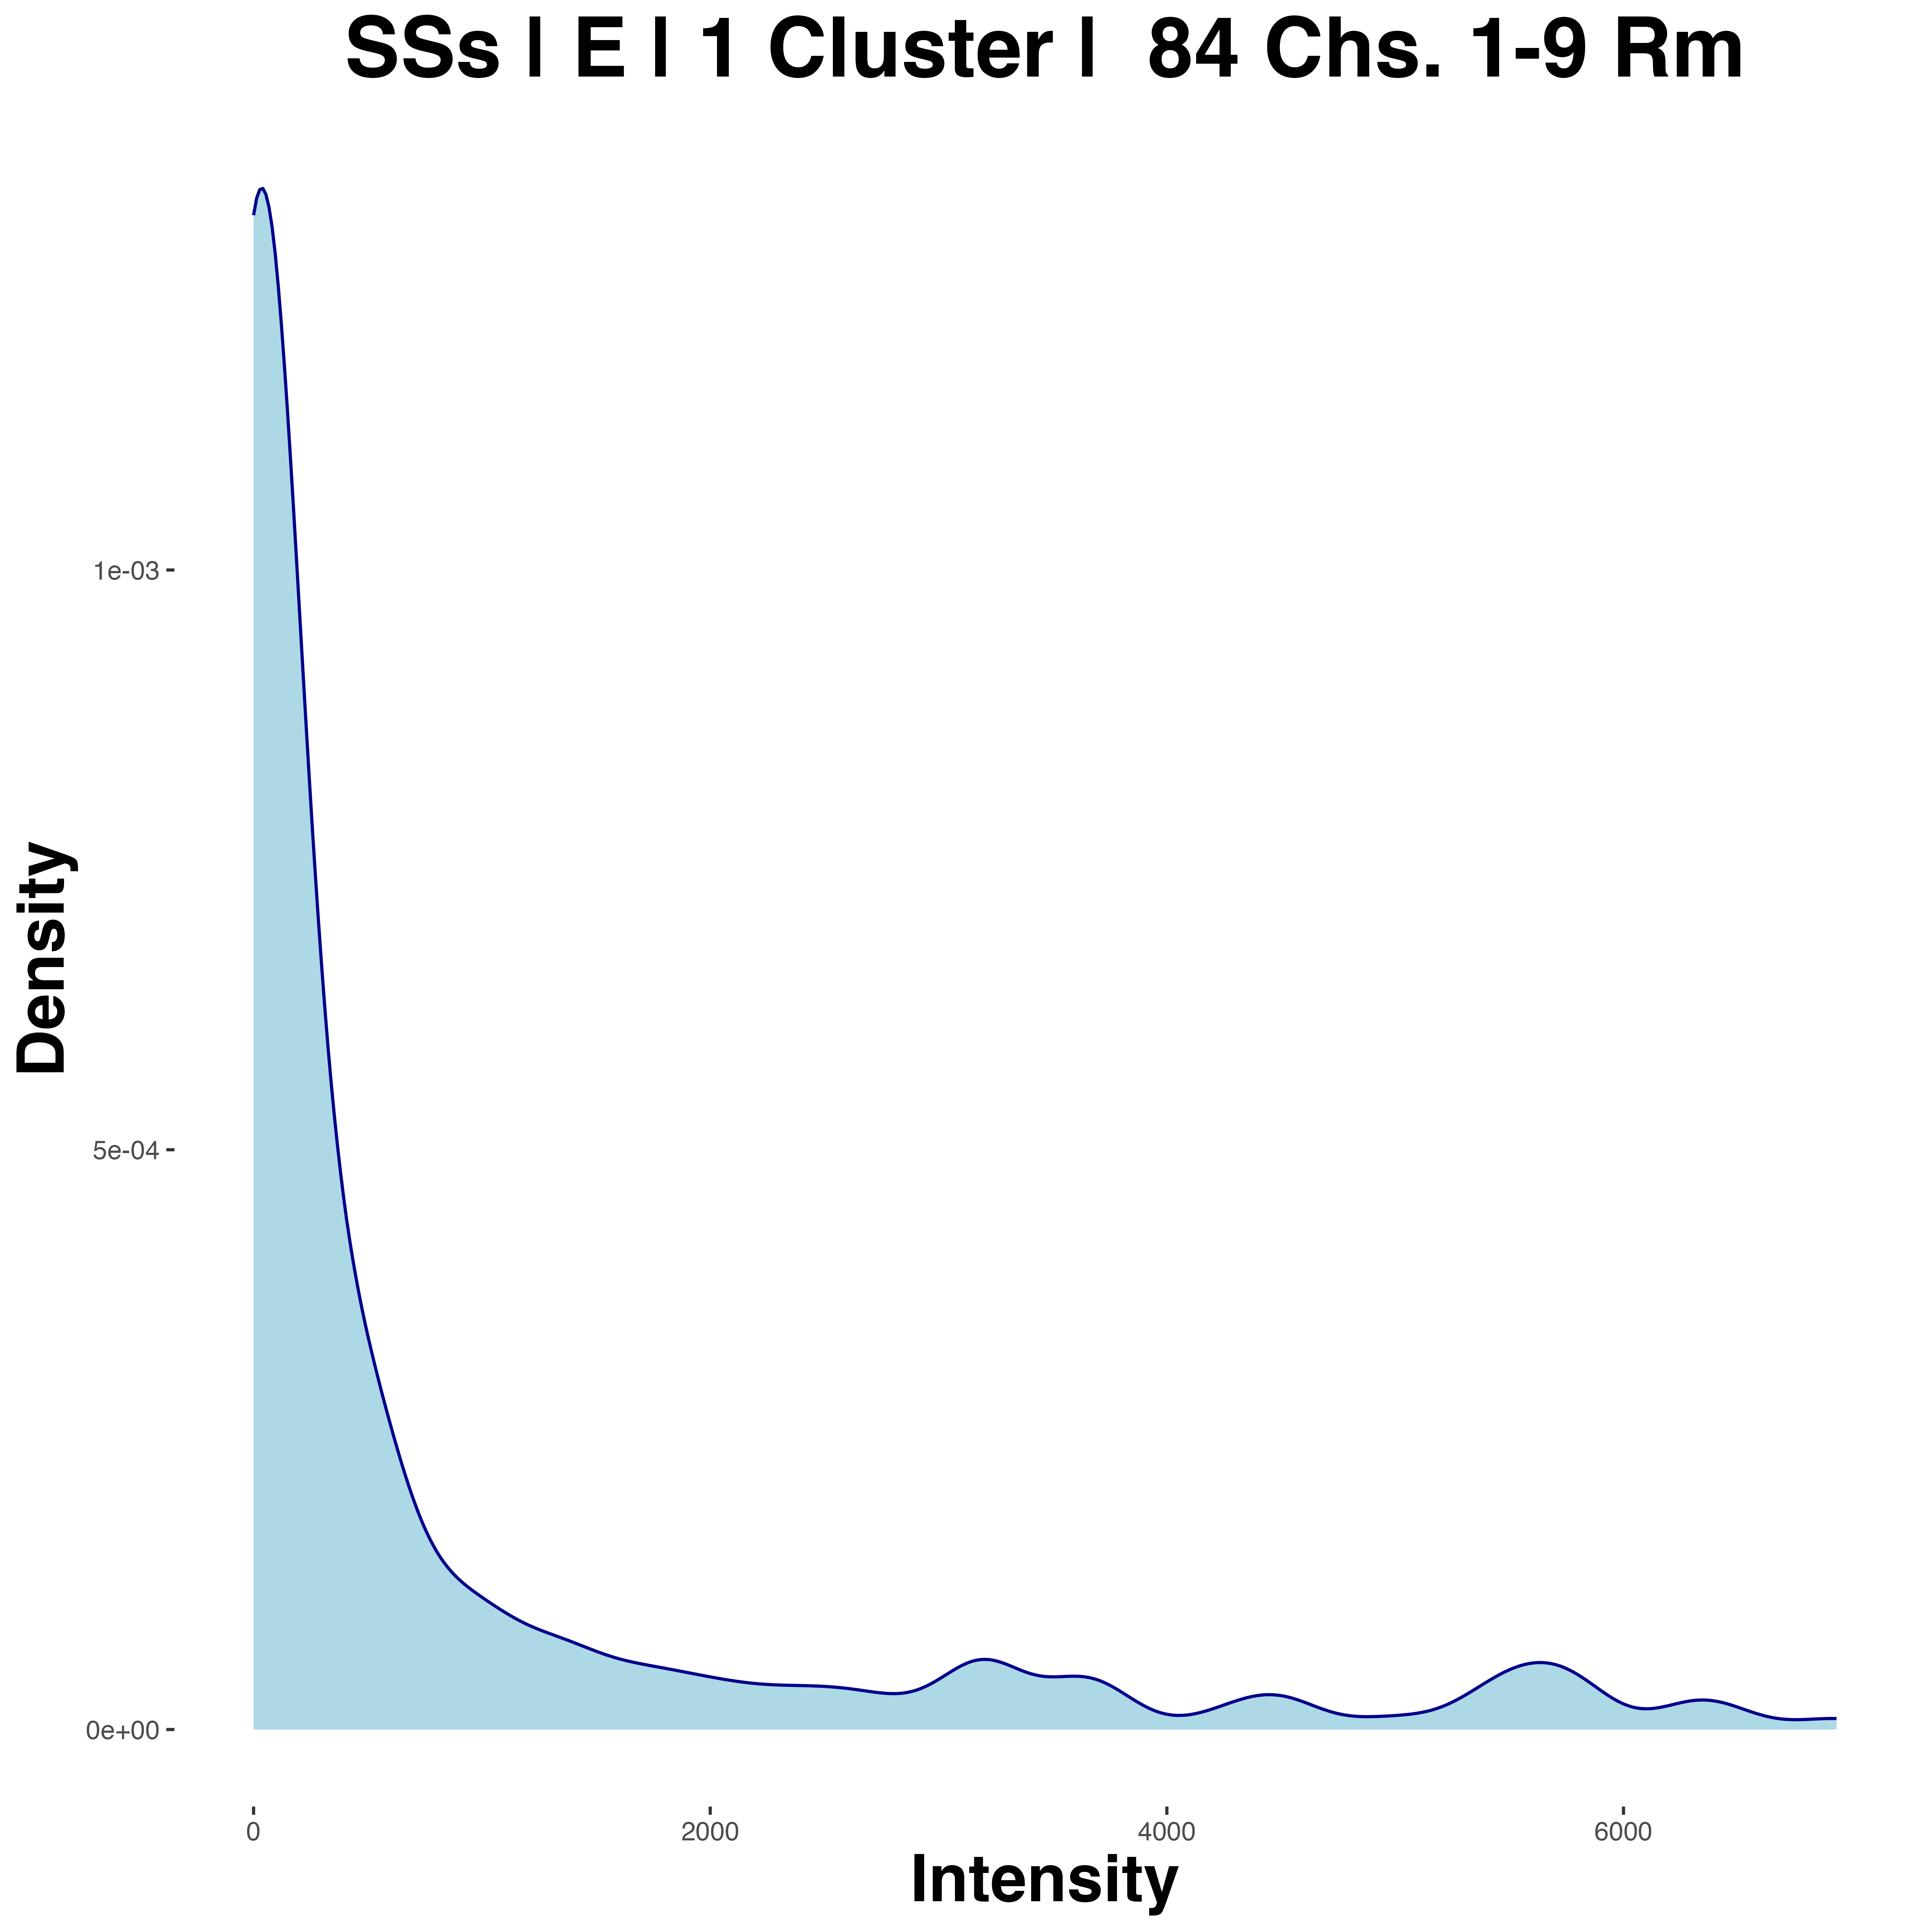 SSs | E | 1 Cluster |  84 Chs. 1-9 Rm
Density
1e-03
5e-04
0e+00
0 2000 4000 6000
Intensity